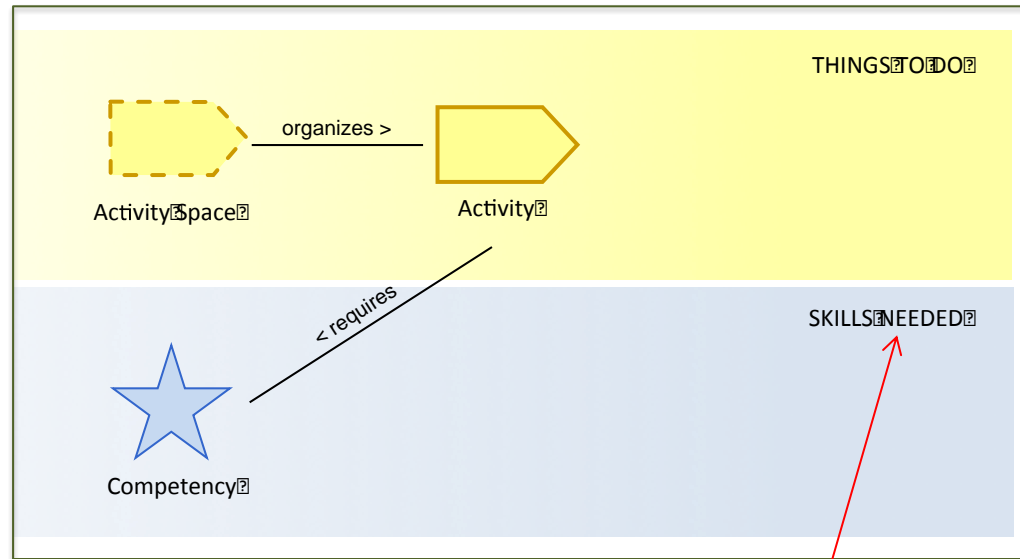 THINGS TO DO
organizes >
Activity Space
Activity
< requires
SKILLS NEEDED
Competency